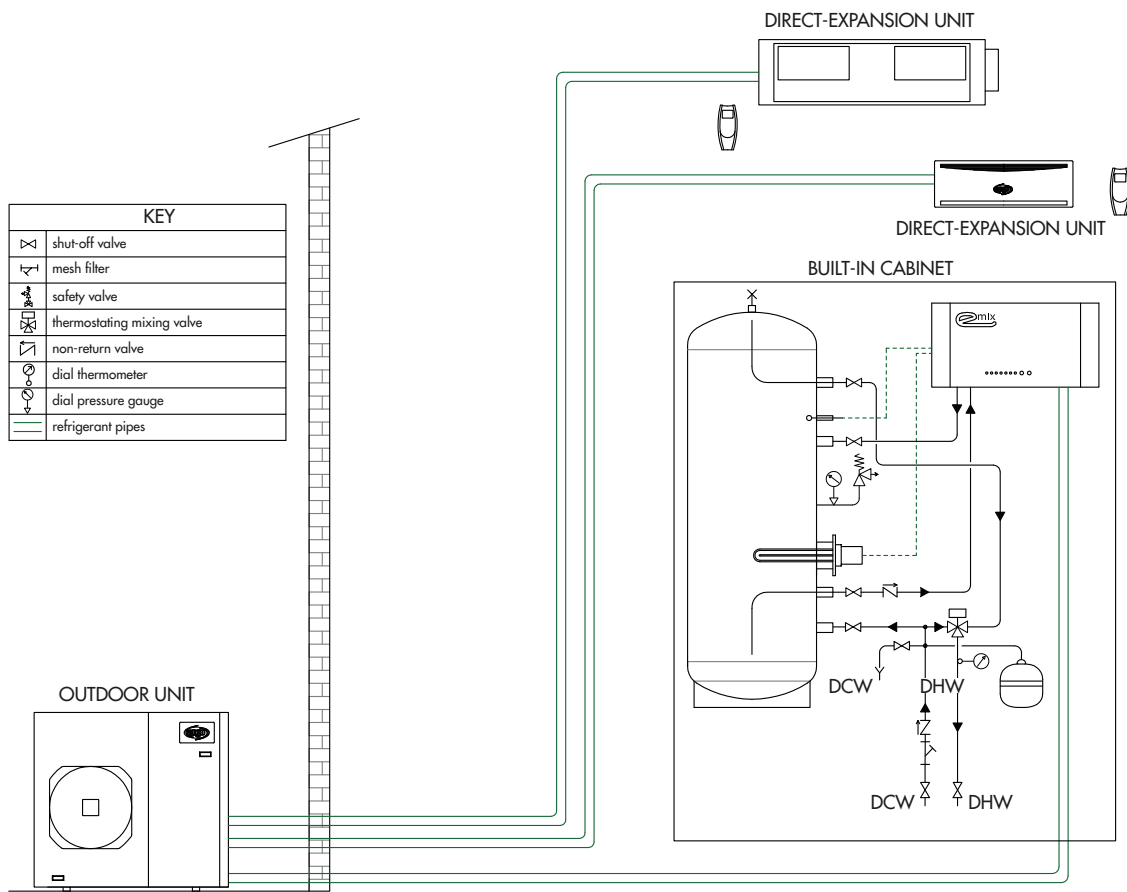 DIRECT-EXPANSION UNIT
DIRECT-EXPANSION UNIT
KEY
shut-off valve
mesh filter
safety valve
thermostating mixing valve
non-return valve
dial thermometer
dial pressure gauge
refrigerant pipes
BUILT-IN CABINET
emix
DCW
DHW
DCW
DHW
OUTDOOR UNIT